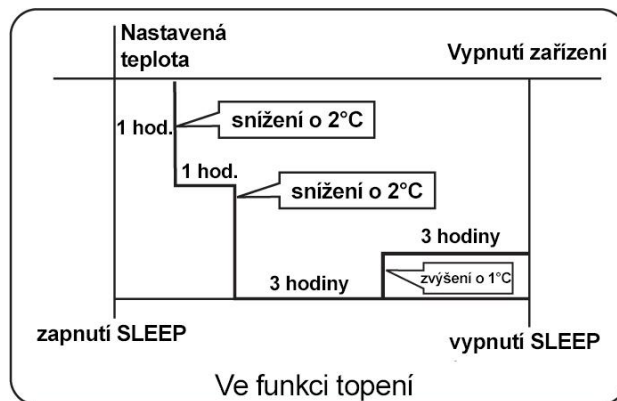 Nastavená
teplota
Vypnutí zařízení
1 hod.
snížení o 2°C
1 hod.
snížení o 2°C
3 hodiny
3 hodiny
zvýšení o 1°C
zapnutí SLEEP
vypnutí SLEEP
Ve funkci topení